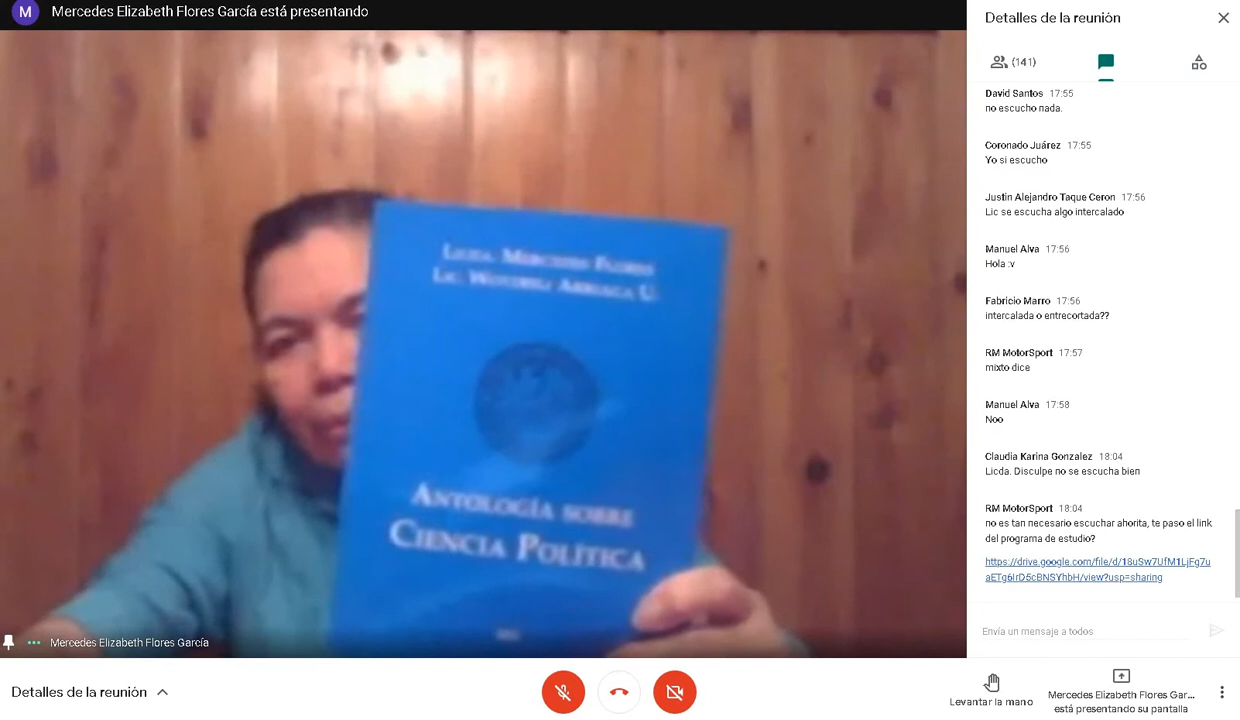 M
Mercedes Elizabeth Flores García está presentando
LICDA. MERCEDES FLORES
ARRIAGA U.
ANTOLOGÍA SOBRE
CIENCIA POLÍTICA
Mercedes Elizabeth Flores García
Detalles de la reunión
(141)
David Santos 17:55
no escucho nada.
Coronado Juárez 17:55
Yo si escucho
Justin Alejandro Taque Ceron 17:56
Lic se escucha algo intercalado
Manuel Alva 17:56
Hola :v
Fabricio Marro 17:56
intercalada o entrecortada??
RM MotorSport 17:57
mixto dice
Manuel Alva 17:58
Noo
Claudia Karina Gonzalez 18:04
Licda. Disculpe no se escucha bien
RM MotorSport 18:04
no es tan necesario escuchar ahorita, te paso el link
del programa de estudio?
https://drive.google.com/file/d/18uSw7UfM1LjFg7u
aETg6IrD5cBNSYhbH/view?usp=sharing
Envía un mensaje a todos
Detalles de la reunión
Levantar la mano
Mercedes Elizabeth Flores Gar...
está presentando su pantalla